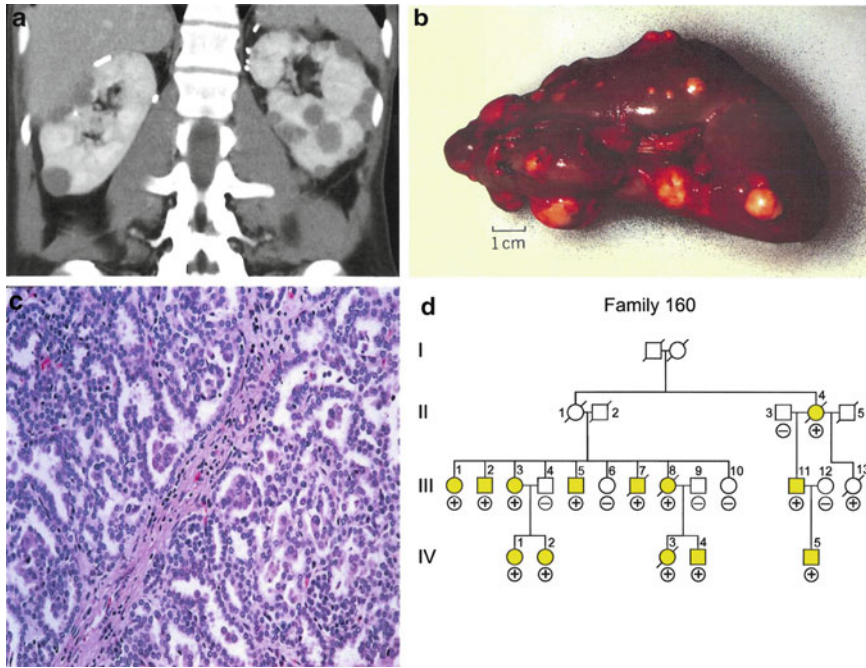 a
b
1 cm
c
d
Family 160
I
II
1
2
3
4
5
− +
III
1 2 3 4 5 6 7 8 9 10 11 12 13
+ + + − + − + − − + − +
IV
1 2 3 4 5
+ + + + +